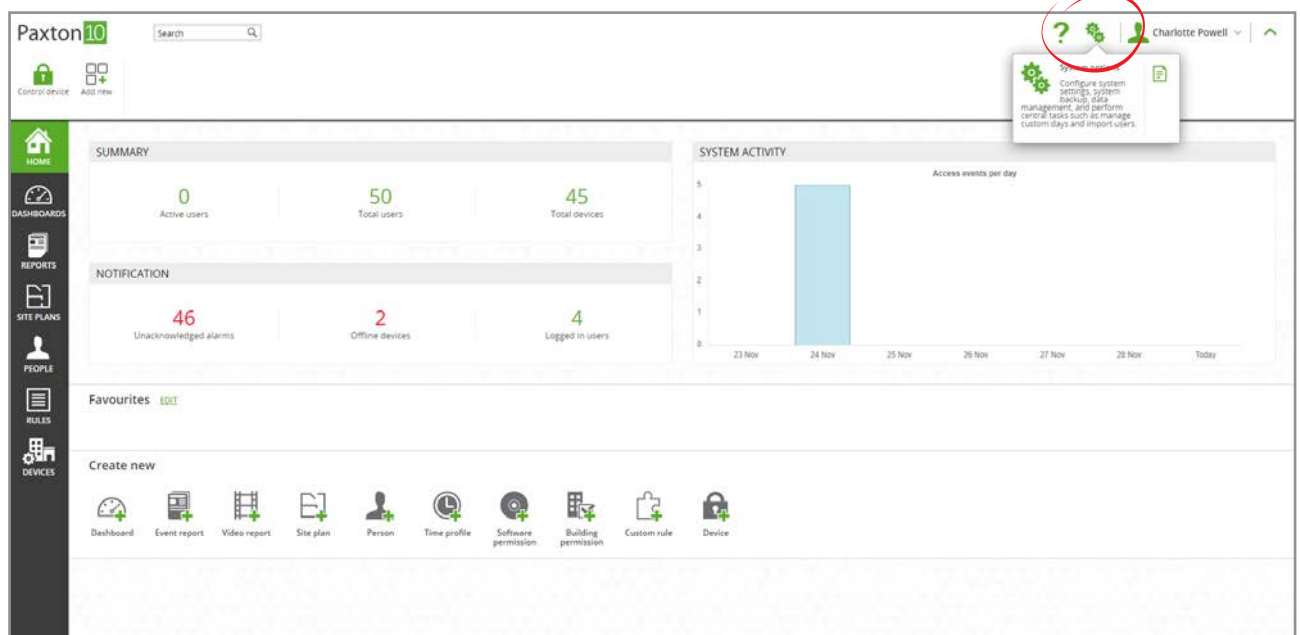 Paxton10
Search
?
Charlotte Powell
Control device
Add new
System options
Configure system
settings, system
backup, data
management, and perform
central tasks such as manage
custom days and import users.
HOME
DASHBOARDS
REPORTS
SITE PLANS
PEOPLE
RULES
DEVICES
SUMMARY
0
Active users
50
Total users
45
Total devices
NOTIFICATION
46
Unacknowledged alarms
2
Offline devices
4
Logged in users
SYSTEM ACTIVITY
Access events per day
5
4
3
2
1
0
23 Nov
24 Nov
25 Nov
26 Nov
27 Nov
28 Nov
Today
Favourites EDIT
Create new
Dashboard
Event report
Video report
Site plan
Person
Time profile
Software
permission
Building
permission
Custom rule
Device